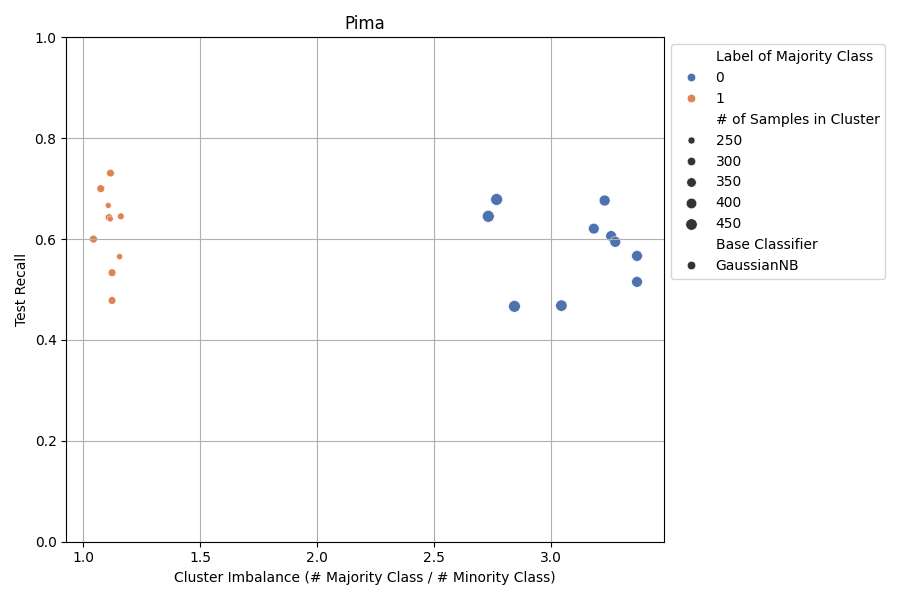 Pima
1.0
0.8
0.6
0.4
0.2
0.0
Test Recall
1.0
1.5
2.0
2.5
3.0
Cluster Imbalance (# Majority Class / # Minority Class)
Label of Majority Class
0
1
# of Samples in Cluster
250
300
350
400
450
Base Classifier
GaussianNB